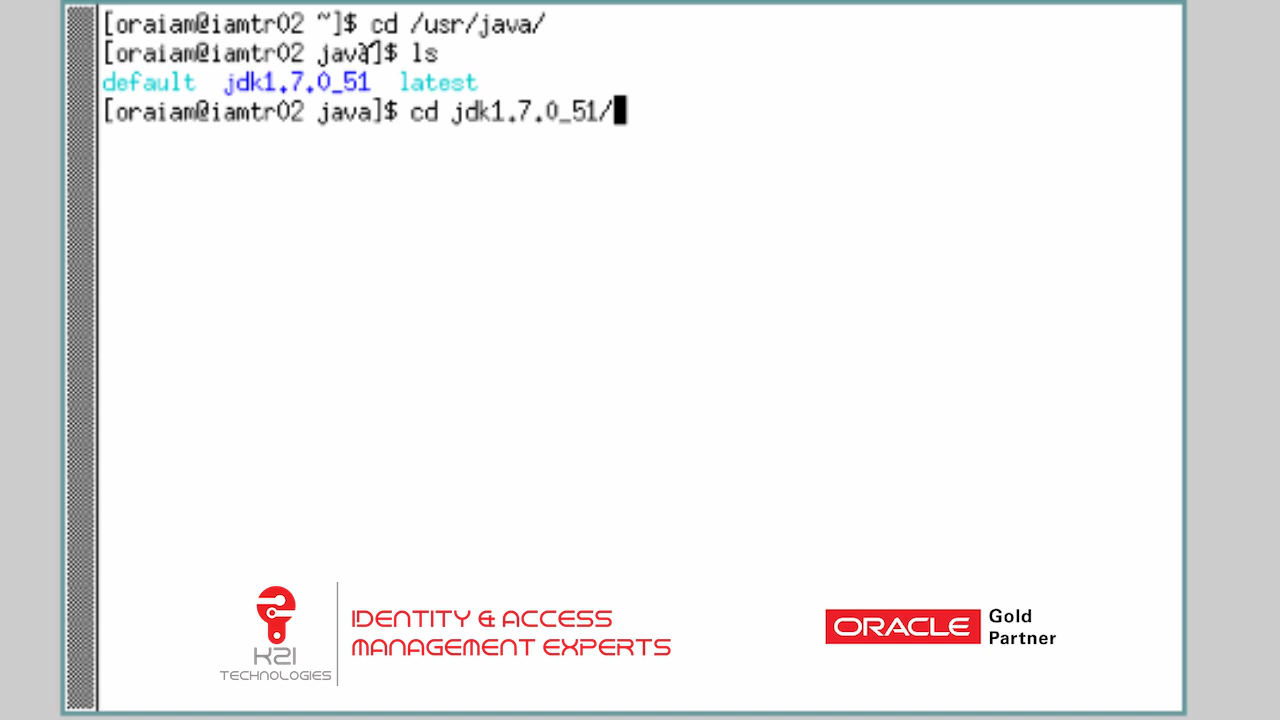 [oraiam@iamtr02 ~]$ cd /usr/java/
[oraiam@iamtr02 java]$ ls
default  jdk1.7.0_51  latest
[oraiam@iamtr02 java]$ cd jdk1.7.0_51/
K21
TECHNOLOGIES
IDENTITY & ACCESS
MANAGEMENT EXPERTS
ORACLE
Gold
Partner